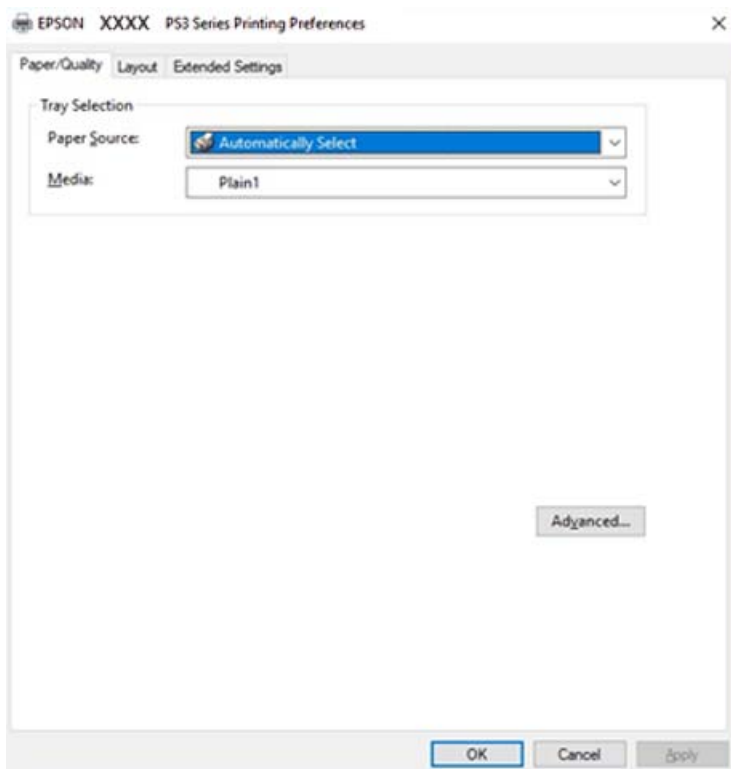 EPSON XXXX PS3 Series Printing Preferences
Paper/Quality Layout Extended Settings
Tray Selection
Paper Source: Automatically Select
Media: Plain1
Advanced...
OK Cancel Apply